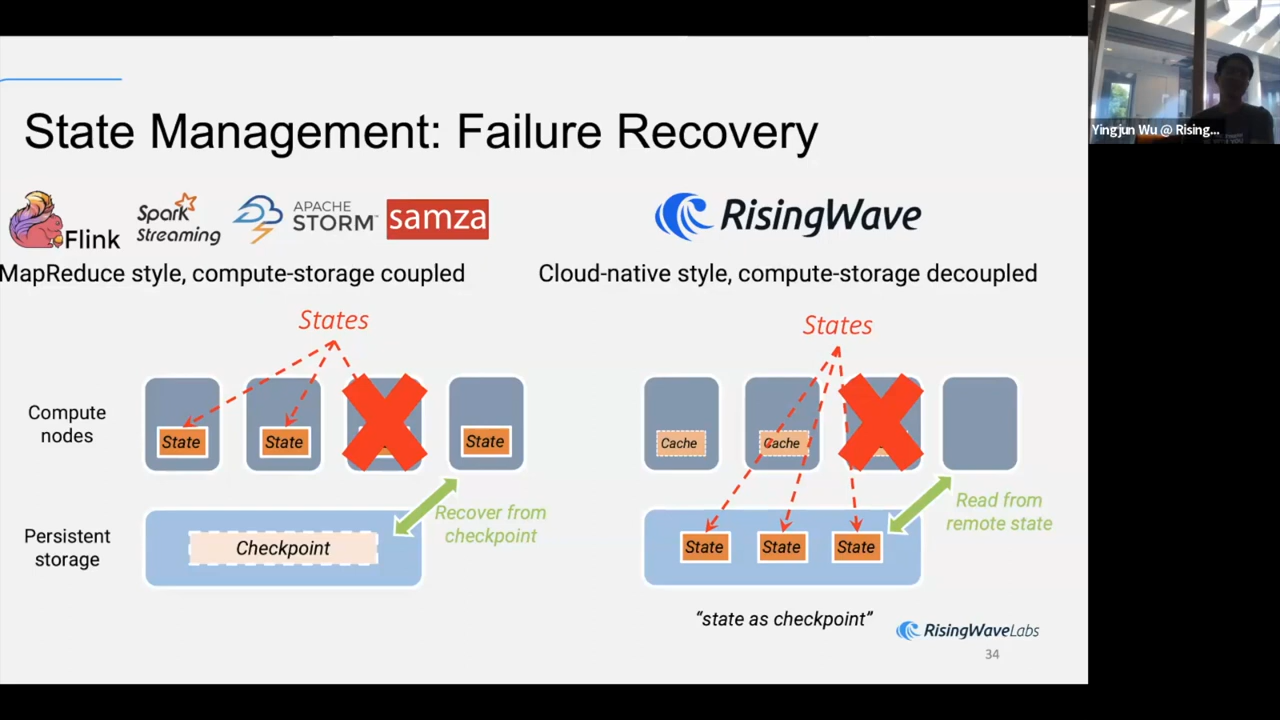 State Management: Failure Recovery
Flink
Spark
Streaming
APACHE
STORM™
samza
RisingWave
MapReduce style, compute-storage coupled
Cloud-native style, compute-storage decoupled
States
States
Compute
nodes
State
State
State
Cache
Cache
Recover from
checkpoint
Read from
remote state
Persistent
storage
Checkpoint
State
State
State
“state as checkpoint”
RisingWaveLabs
34
Yingjun Wu @ Rising...